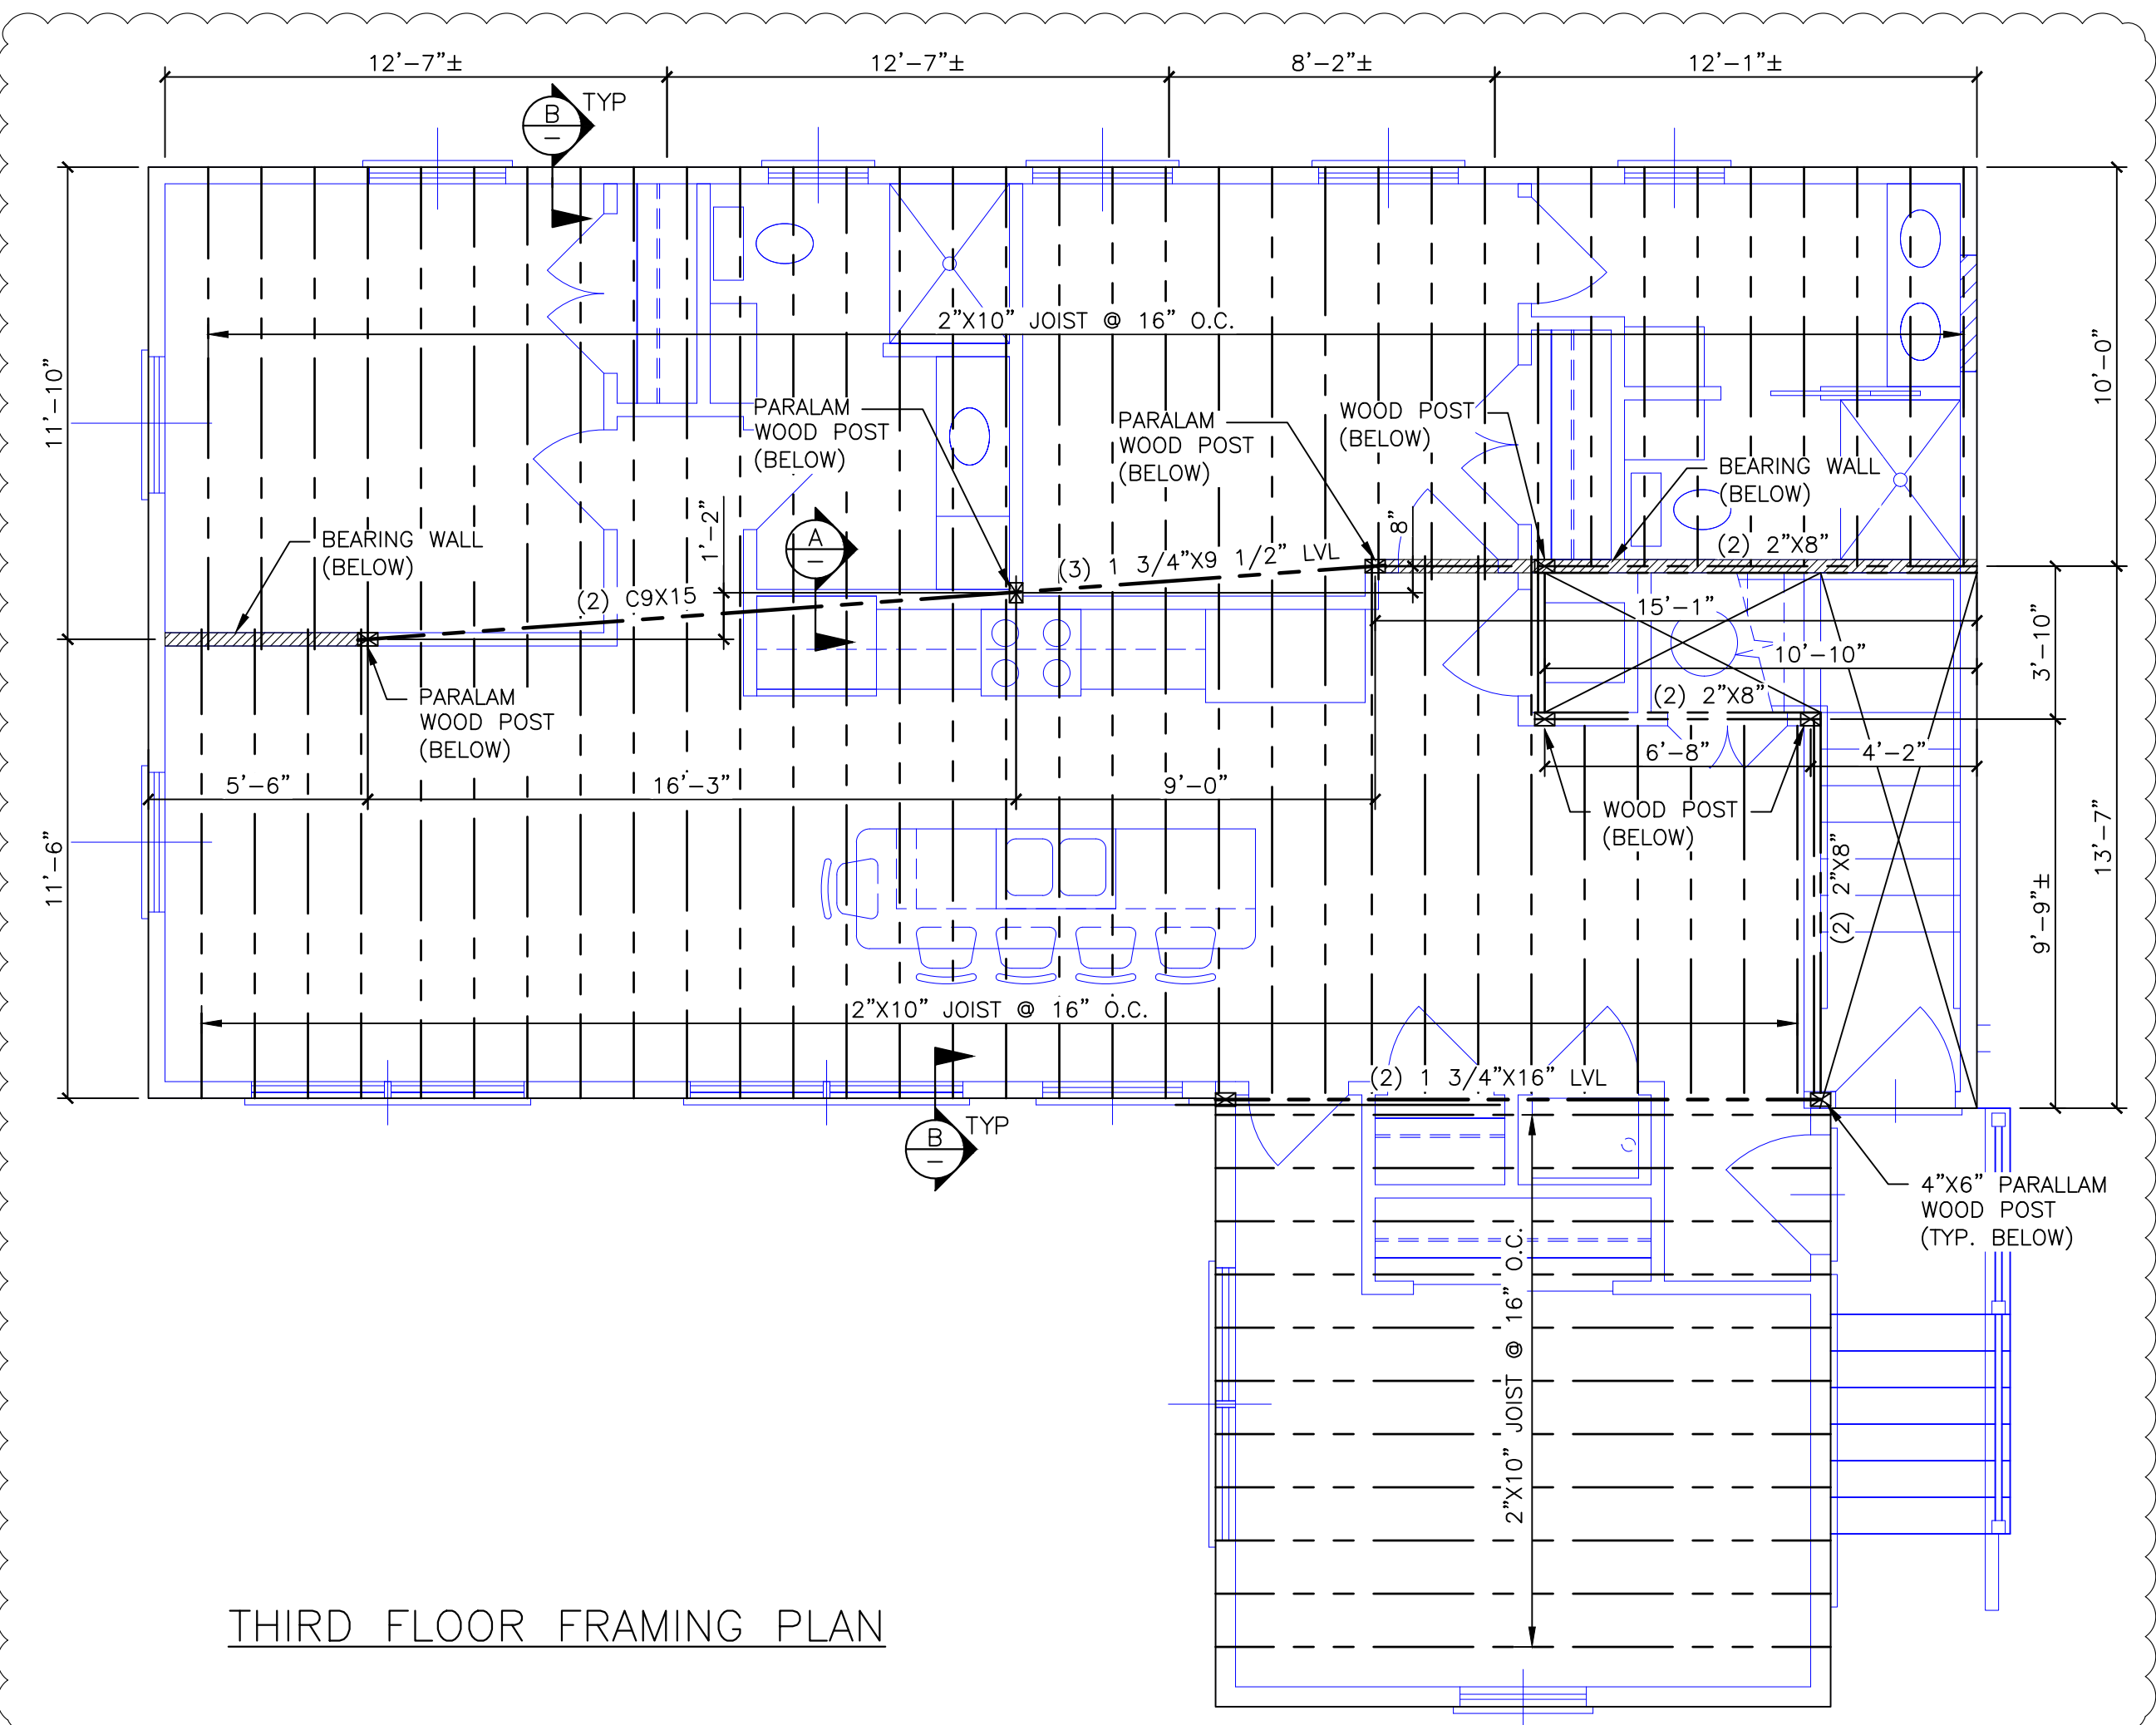 12'-7"±
12'-7"±
8'-2"±
12'-1"±
B
–
TYP
2"X10" JOIST @ 16" O.C.
11'-10"
10'-0"
PARALAM
WOOD POST
(BELOW)
PARALAM
WOOD POST
(BELOW)
WOOD POST
(BELOW)
BEARING WALL
(BELOW)
BEARING WALL
(BELOW)
1'-2"
A
–
8"
(2) 2"X8"
(3) 1 3/4"X9 1/2" LVL
(2) C9X15
15'-1"
10'-10"
3'-10"
(2) 2"X8"
PARALAM
WOOD POST
(BELOW)
6'-8"
4'-2"
5'-6"
16'-3"
9'-0"
WOOD POST
(BELOW)
11'-6"
(2) 2"X8"
9'-9"±
13'-7"
2"X10" JOIST @ 16" O.C.
(2) 1 3/4"X16" LVL
B
–
TYP
4"X6" PARALLAM
WOOD POST
(TYP. BELOW)
2"X10" JOIST @ 16" O.C.
THIRD FLOOR FRAMING PLAN